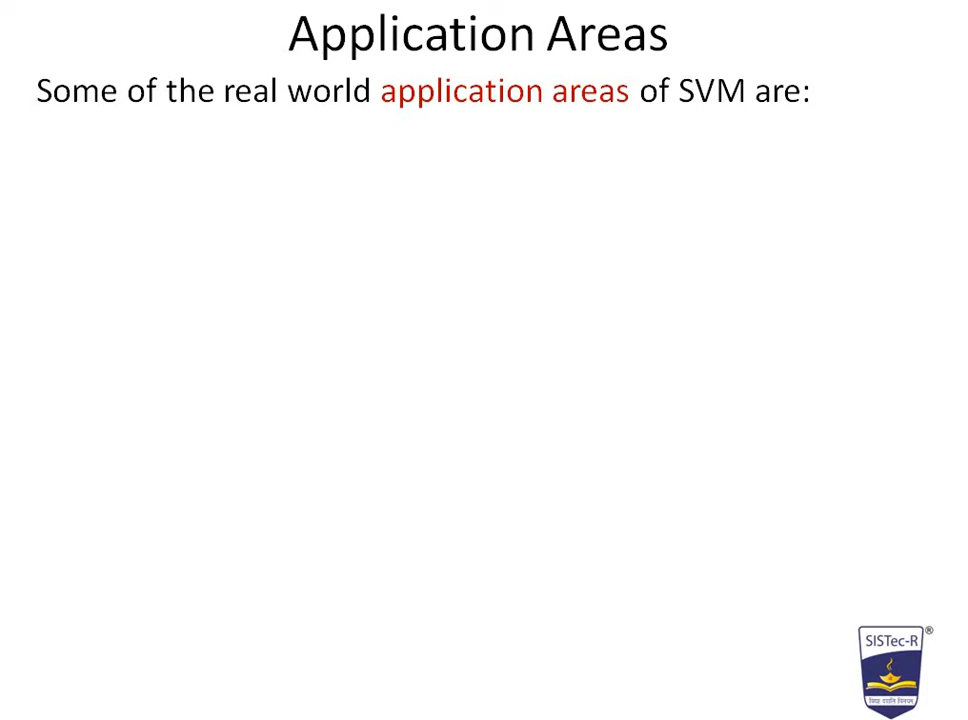 Application Areas
Some of the real world application areas of SVM are:
SISTec-R®